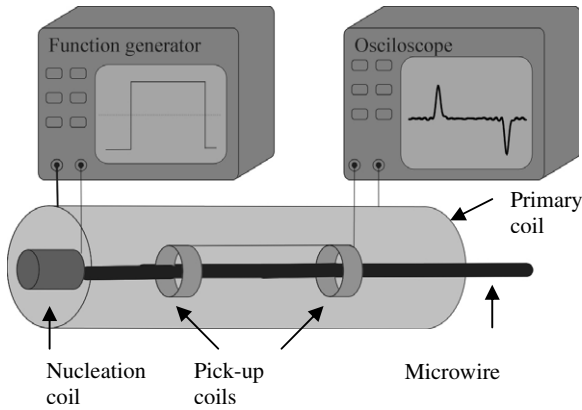 Function generator
Osciloscope
Primary
coil
Nucleation
coil
Pick-up
coils
Microwire